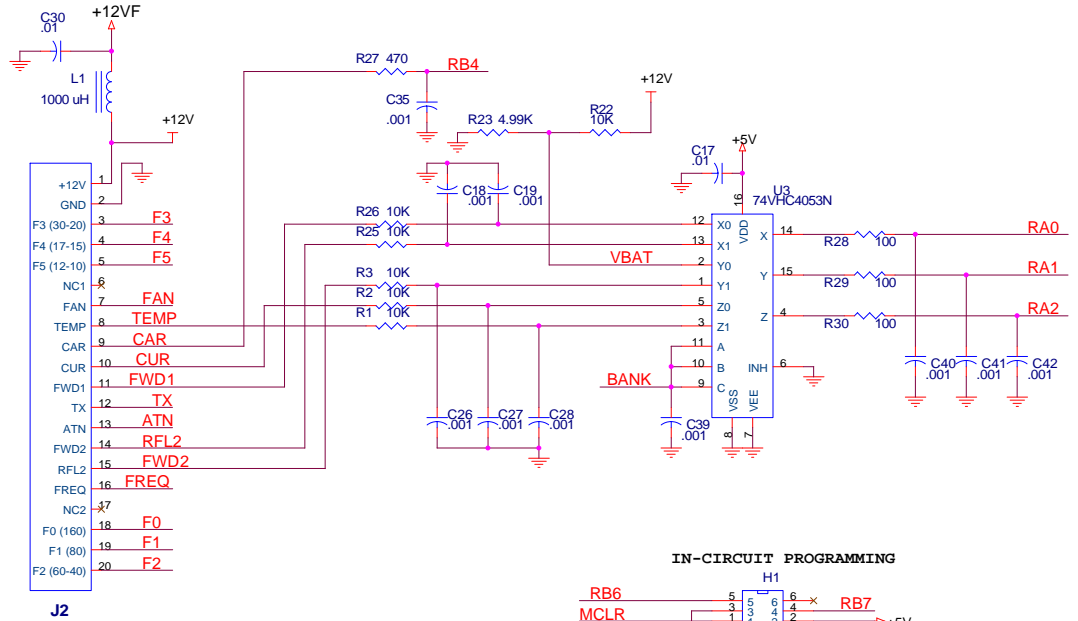 +12VF
C30
.01
L1
1000 uH
+12V
R27 470
RB4
C35
.001
R23 4.99K
R22
10K
+12V
C17
.01
+5V
U3
74VHC4053N
C18
.001
C19
.001
R26 10K
R25 10K
VBAT
R3 10K
R2 10K
R1 10K
+12V 1
GND 2
F3 (30-20) 3 F3
F4 (17-15) 4 F4
F5 (12-10) 5 F5
NC1 6
FAN 7 FAN
TEMP 8 TEMP
CAR 9 CAR
CUR 10 CUR
FWD1 11 FWD1
TX 12 TX
ATN 13 ATN
FWD2 14 RFL2
RFL2 15 FWD2
FREQ 16 FREQ
NC2 17
F0 (160) 18 F0
F1 (80) 19 F1
F2 (60-40) 20 F2
J2
C26
.001
C27
.001
C28
.001
BANK
C39
.001
16
VDD
12 X0
13 X1
2 Y0
1 Y1
5 Z0
3 Z1
11 A
10 B
9 C
X 14
Y 15
Z 4
INH 6
VSS
VEE
8
7
R28 100
RA0
R29 100
RA1
R30 100
RA2
C40
.001
C41
.001
C42
.001
IN-CIRCUIT PROGRAMMING
H1
RB6 5 5 6 6
MCLR 3 3 4 4 RB7
1 2 +5V